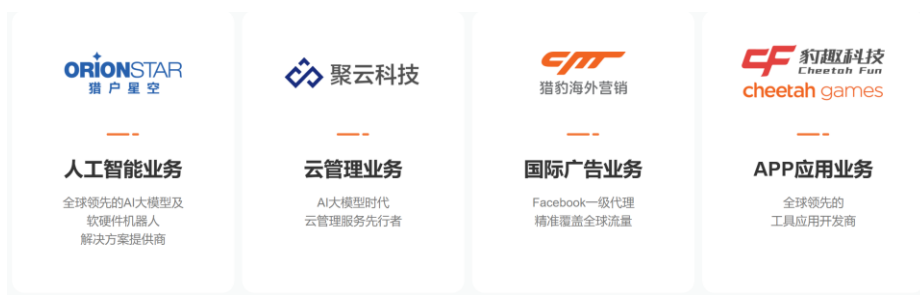 ORIONSTAR
猎户星空
人工智能业务
全球领先的AI大模型及
软硬件机器人
解决方案提供商
聚云科技
云管理业务
AI大模型时代
云管理服务先行者
CM
猎豹海外营销
国际广告业务
Facebook一级代理
精准覆盖全球流量
CF 豹趣科技
Cheetah Fun
cheetah games
APP应用业务
全球领先的
工具应用开发商